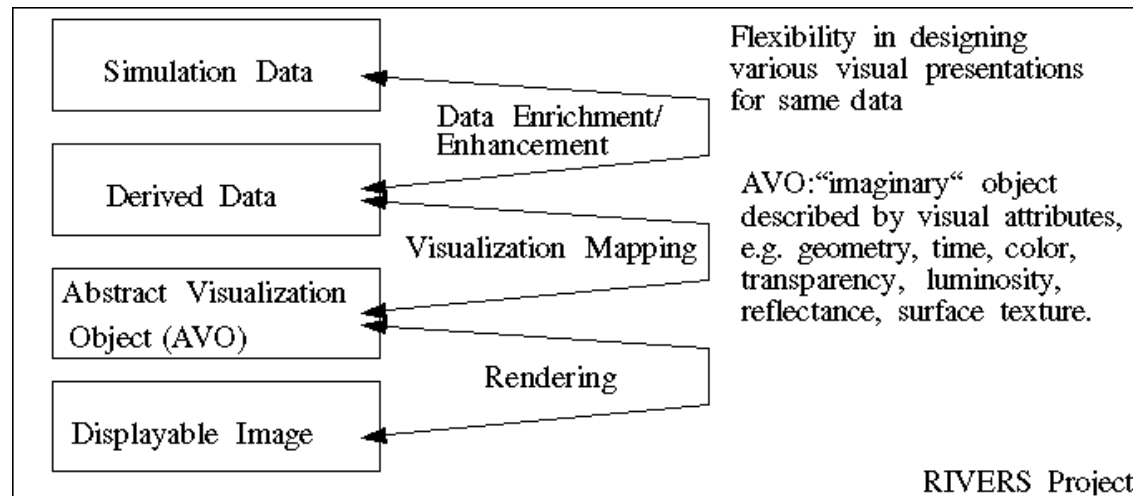 Simulation Data
Data Enrichment/
Enhancement
Derived Data
Visualization Mapping
Abstract Visualization
Object (AVO)
Rendering
Displayable Image
Flexibility in designing
various visual presentations
for same data
AVO:“imaginary“ object
described by visual attributes,
e.g. geometry, time, color,
transparency, luminosity,
reflectance, surface texture.
RIVERS Project